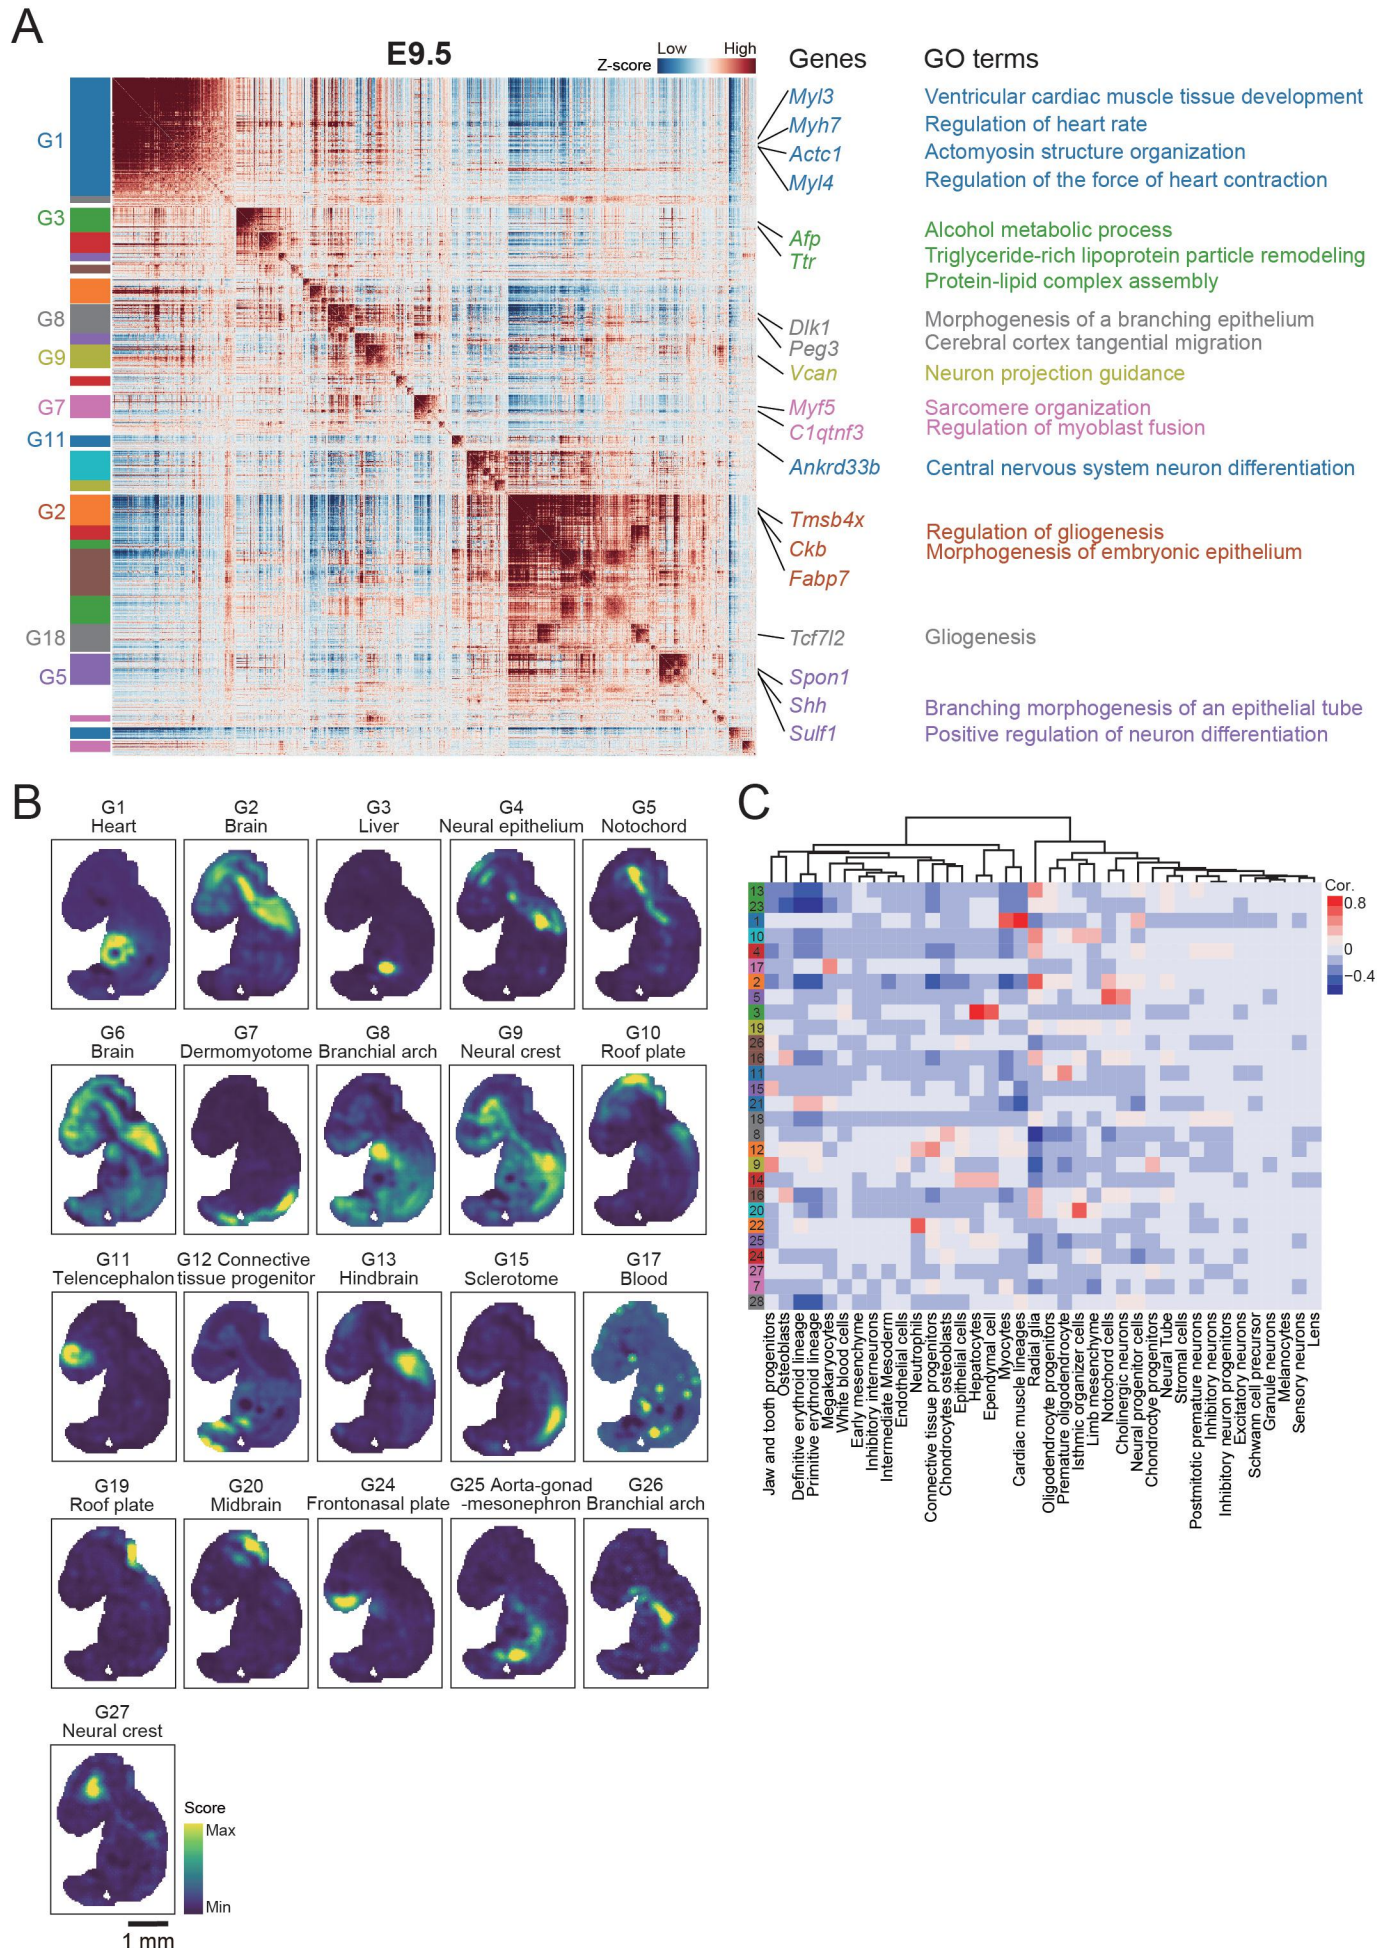 A
E9.5
Low High
Z-score
Genes GO terms
G1
Myl3
Myh7
Actc1
Myl4
Ventricular cardiac muscle tissue development
Regulation of heart rate
Actomyosin structure organization
Regulation of the force of heart contraction
G3
Afp
Ttr
Alcohol metabolic process
Triglyceride-rich lipoprotein particle remodeling
Protein-lipid complex assembly
G8
Dlk1
Peg3
Morphogenesis of a branching epithelium
Cerebral cortex tangential migration
G9
Vcan
Neuron projection guidance
G7
Myf5
C1qtnf3
Sarcomere organization
Regulation of myoblast fusion
G11
Ankrd33b
Central nervous system neuron differentiation
G2
Tmsb4x
Ckb
Fabp7
Regulation of gliogenesis
Morphogenesis of embryonic epithelium
G18
Tcf7l2
Gliogenesis
G5
Spon1
Shh
Sulf1
Branching morphogenesis of an epithelial tube
Positive regulation of neuron differentiation
B
G1
Heart
G2
Brain
G3
Liver
G4
Neural epithelium
G5
Notochord
G6
Brain
G7
Dermomyotome
G8
Branchial arch
G9
Neural crest
G10
Roof plate
G11
Telencephalon
G12 Connective
tissue progenitor
G13
Hindbrain
G15
Sclerotome
G17
Blood
G19
Roof plate
G20
Midbrain
G24
Frontonasal plate
G25 Aorta-gonad
-mesonephron
G26
Branchial arch
G27
Neural crest
Score
Max
Min
1 mm
C
Cor.
0.8
0
−0.4
13
23
1
10
4
17
2
5
3
19
26
16
11
15
21
18
8
12
9
14
16
20
22
25
24
27
7
28
Jaw and tooth progenitors
Osteoblasts
Definitive erythroid lineage
Primitive erythroid lineage
Megakaryocytes
White blood cells
Early mesenchyme
Inhibitory interneurons
Intermediate Mesoderm
Endothelial cells
Neutrophils
Connective tissue progenitors
Chondrocytes osteoblasts
Epithelial cells
Hepatocytes
Ependymal cell
Myocytes
Cardiac muscle lineages
Radial glia
Oligodendrocyte progenitors
Premature oligodendrocyte
Isthmic organizer cells
Limb mesenchyme
Notochord cells
Cholinergic neurons
Neural progenitor cells
Chondroctye progenitors
Neural Tube
Stromal cells
Postmitotic premature neurons
Inhibitory neurons
Inhibitory neuron progenitors
Excitatory neurons
Schwann cell precursor
Granule neurons
Melanocytes
Sensory neurons
Lens